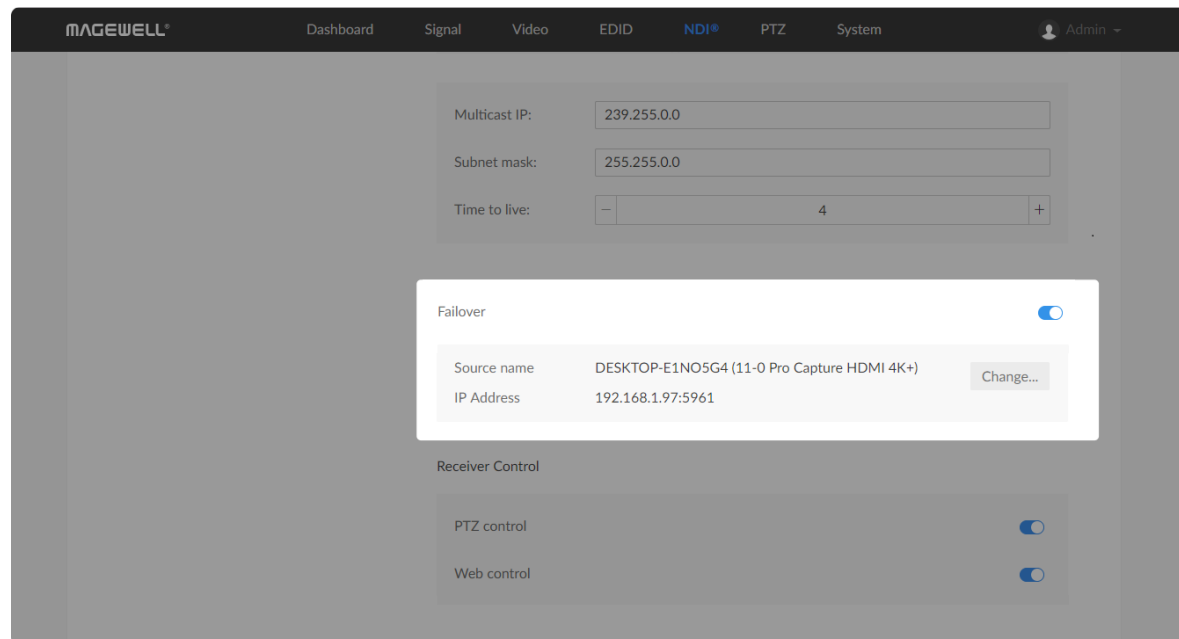 MAGEWELL® Dashboard Signal Video EDID NDI® PTZ System Admin
Multicast IP: 239.255.0.0
Subnet mask: 255.255.0.0
Time to live: − 4 +
Failover
Source name DESKTOP-E1NO5G4 (11-0 Pro Capture HDMI 4K+)
Change...
IP Address 192.168.1.97:5961
Receiver Control
PTZ control
Web control